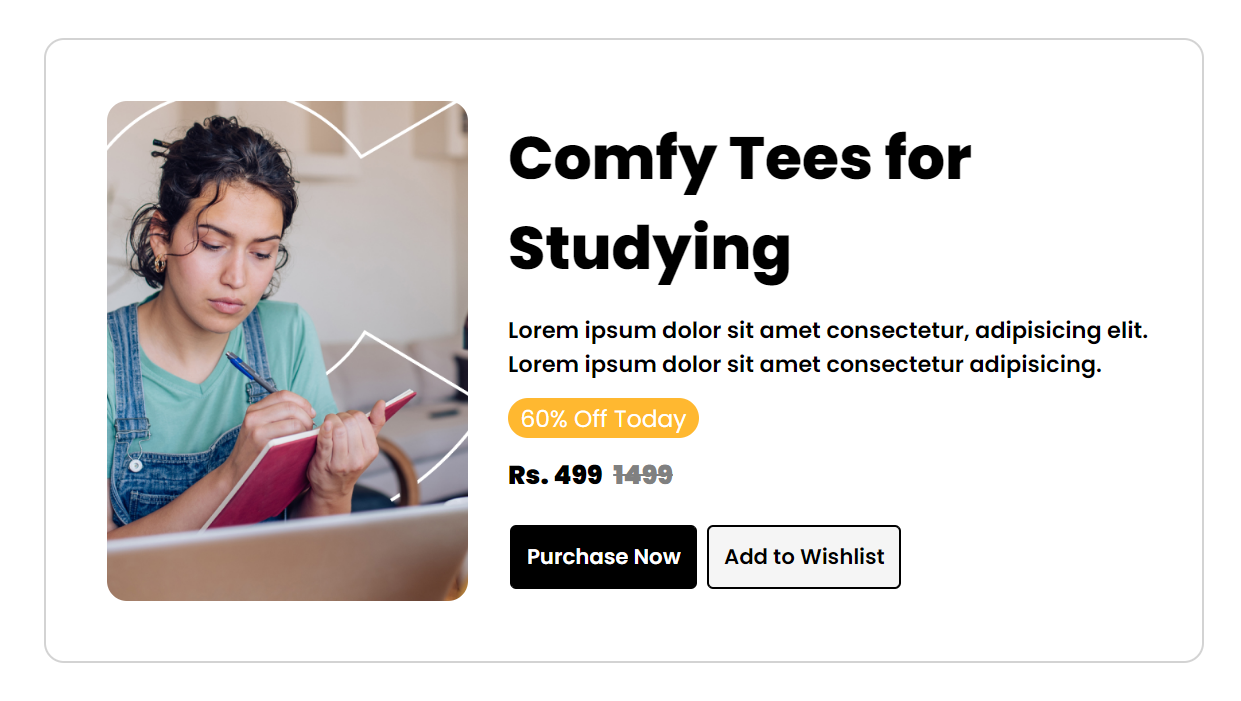 Comfy Tees for
Studying
Lorem ipsum dolor sit amet consectetur, adipisicing elit.
Lorem ipsum dolor sit amet consectetur adipisicing.
60% Off Today
Rs. 499 1499
Purchase Now Add to Wishlist